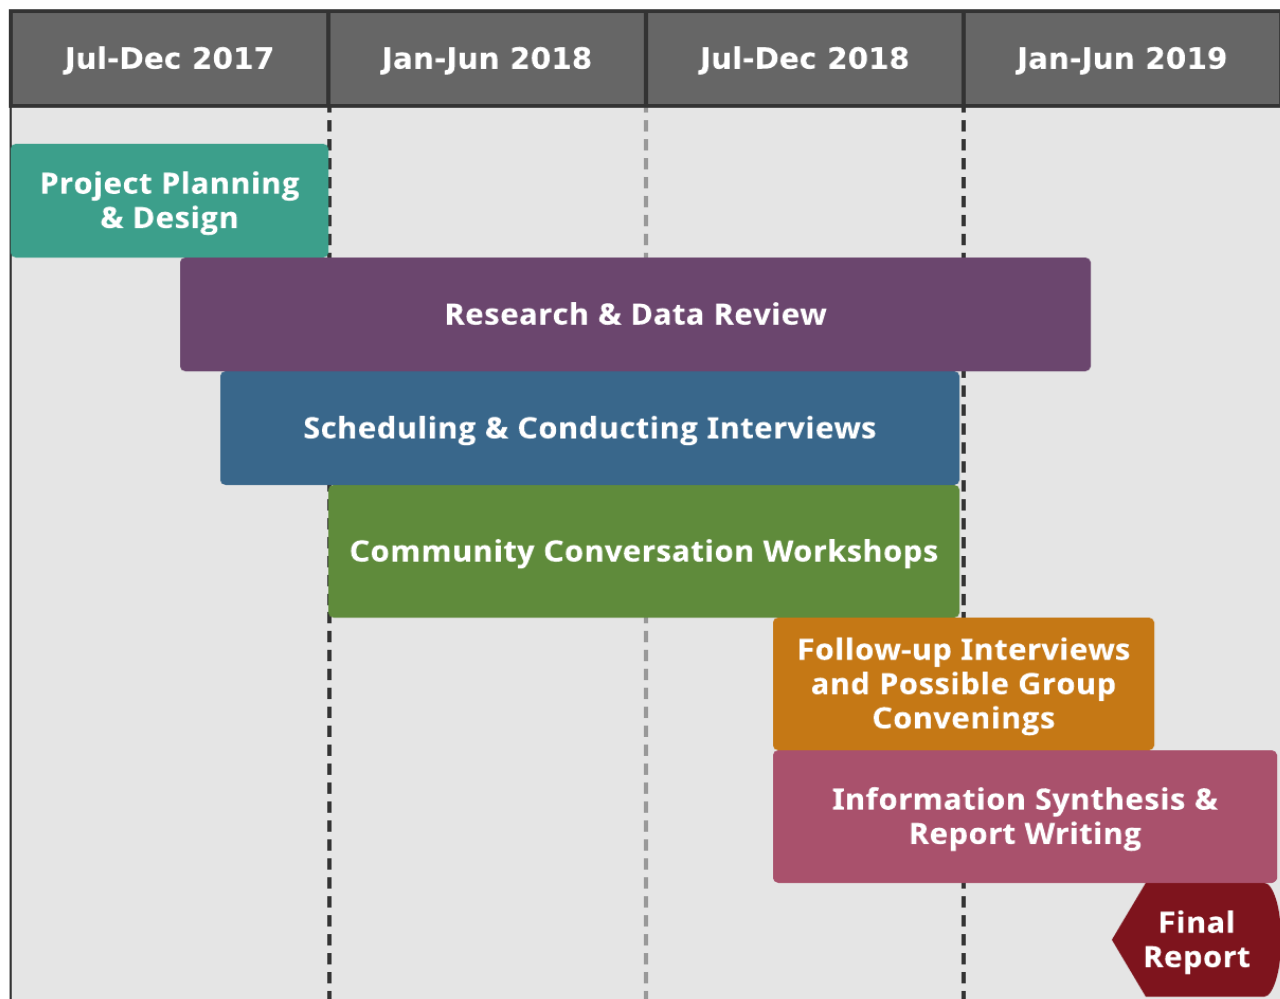 Jul-Dec 2017
Jan-Jun 2018
Jul-Dec 2018
Jan-Jun 2019
Project Planning
& Design
Research & Data Review
Scheduling & Conducting Interviews
Community Conversation Workshops
Follow-up Interviews
and Possible Group
Convenings
Information Synthesis &
Report Writing
Final
Report